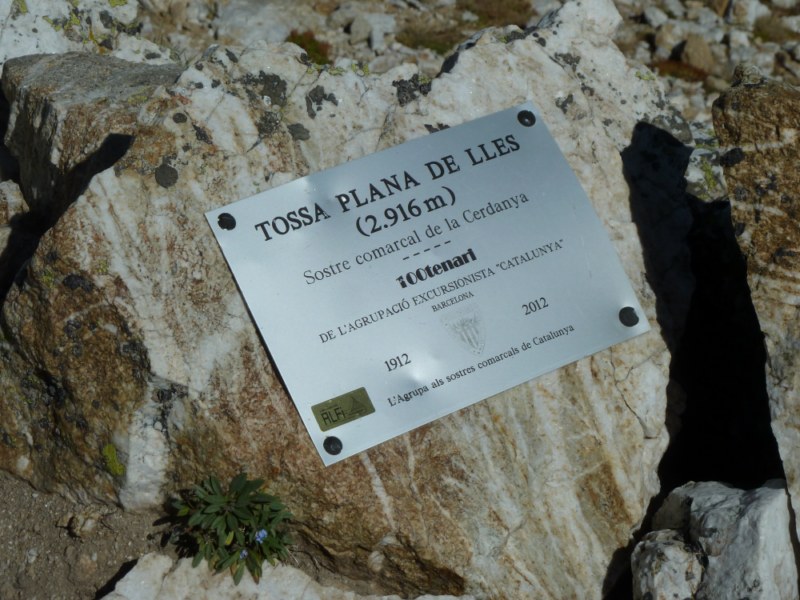 TOSSA PLANA DE LLES
(2.916 m)
Sostre comarcal de la Cerdanya
-----
100tenari
DE L'AGRUPACIÓ EXCURSIONISTA "CATALUNYA"
BARCELONA
1912 2012
L'Agrupa als sostres comarcals de Catalunya